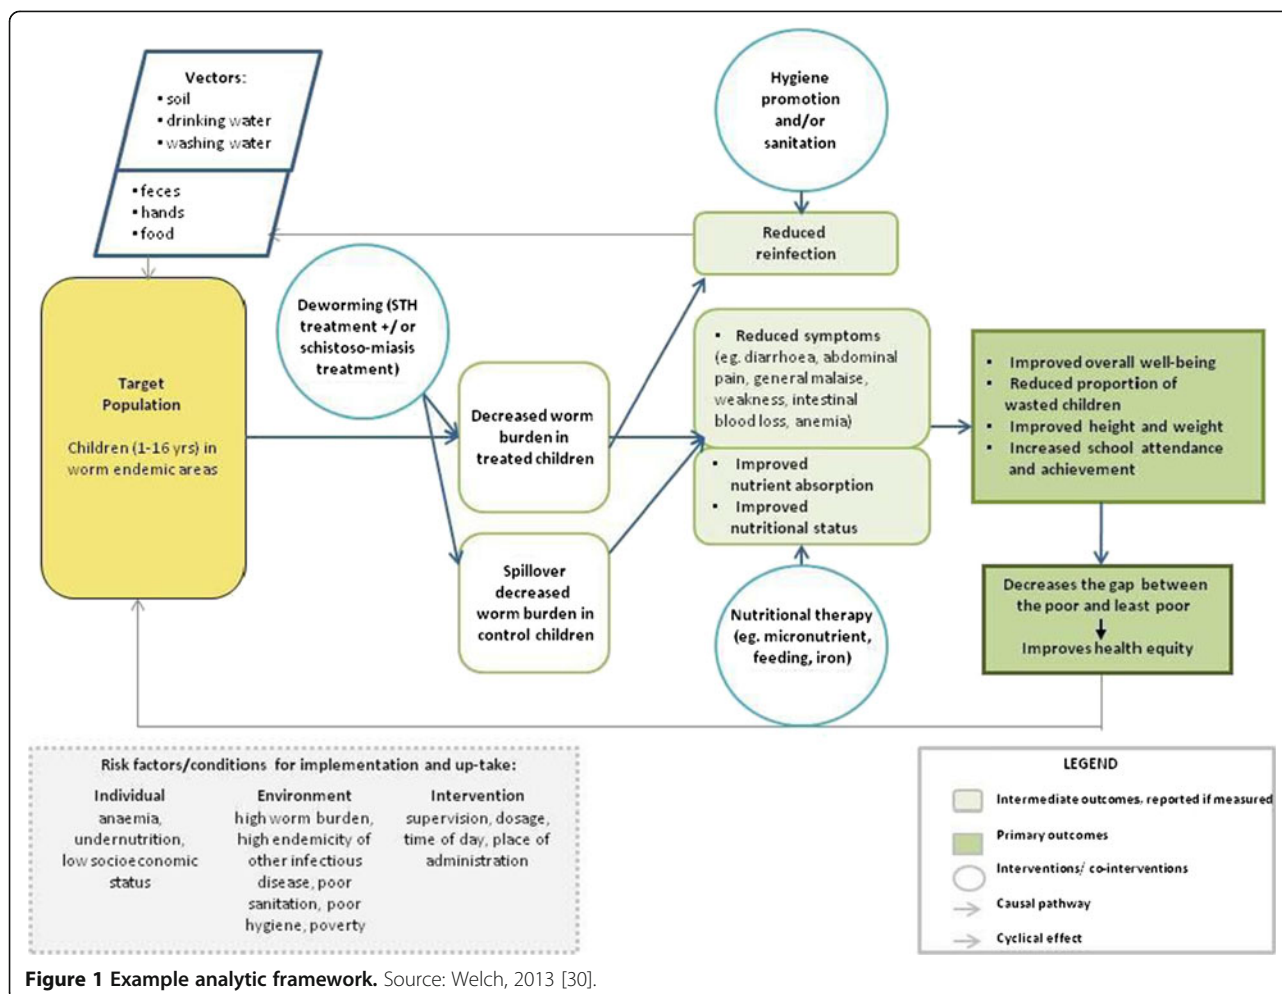 Vectors:
▪ soil
▪ drinking water
▪ washing water
▪ feces
▪ hands
▪ food
Hygiene
promotion
and/or
sanitation
Reduced
reinfection
Deworming (STH
treatment +/ or
schistoso-miasis
treatment)
Target
Population
Children (1-16 yrs) in
worm endemic areas
Decreased worm
burden in
treated children
Spillover
decreased
worm burden in
control children
▪ Reduced symptoms
(eg. diarrhoea, abdominal
pain, general malaise,
weakness, intestinal
blood loss, anemia)
▪ Improved
nutrient absorption
▪ Improved
nutritional status
Nutritional therapy
(eg. micronutrient,
feeding, iron)
▪ Improved overall well-being
▪ Reduced proportion of
wasted children
▪ Improved height and weight
▪ Increased school attendance
and achievement
Decreases the gap between
the poor and least poor
Improves health equity
Risk factors/conditions for implementation and up-take:
Individual
anaemia,
undernutrition,
low socioeconomic
status
Environment
high worm burden,
high endemicity of
other infectious
disease, poor
sanitation, poor
hygiene, poverty
Intervention
supervision, dosage,
time of day, place of
administration
LEGEND
Intermediate outcomes, reported if measured
Primary outcomes
Interventions/ co-interventions
Causal pathway
Cyclical effect
Figure 1 Example analytic framework. Source: Welch, 2013 [30].